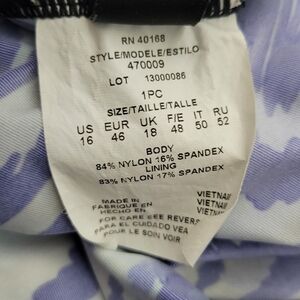 RN 40168
STYLE/MODELE/ESTILO
470009
LOT 13000086
1PC
SIZE/TAILLE/TALLE
US EUR UK F/E IT RU
16 46 18 48 50 52
BODY
84% NYLON 16% SPANDEX
LINING
83% NYLON 17% SPANDEX
MADE IN VIETNAM
FABRIQUE EN VIETNAM
HECHO EN VIETNAM
FOR CARE SEE REVERS
PARA EL CUIDADO VEA
POUR LE SOIN VOIR